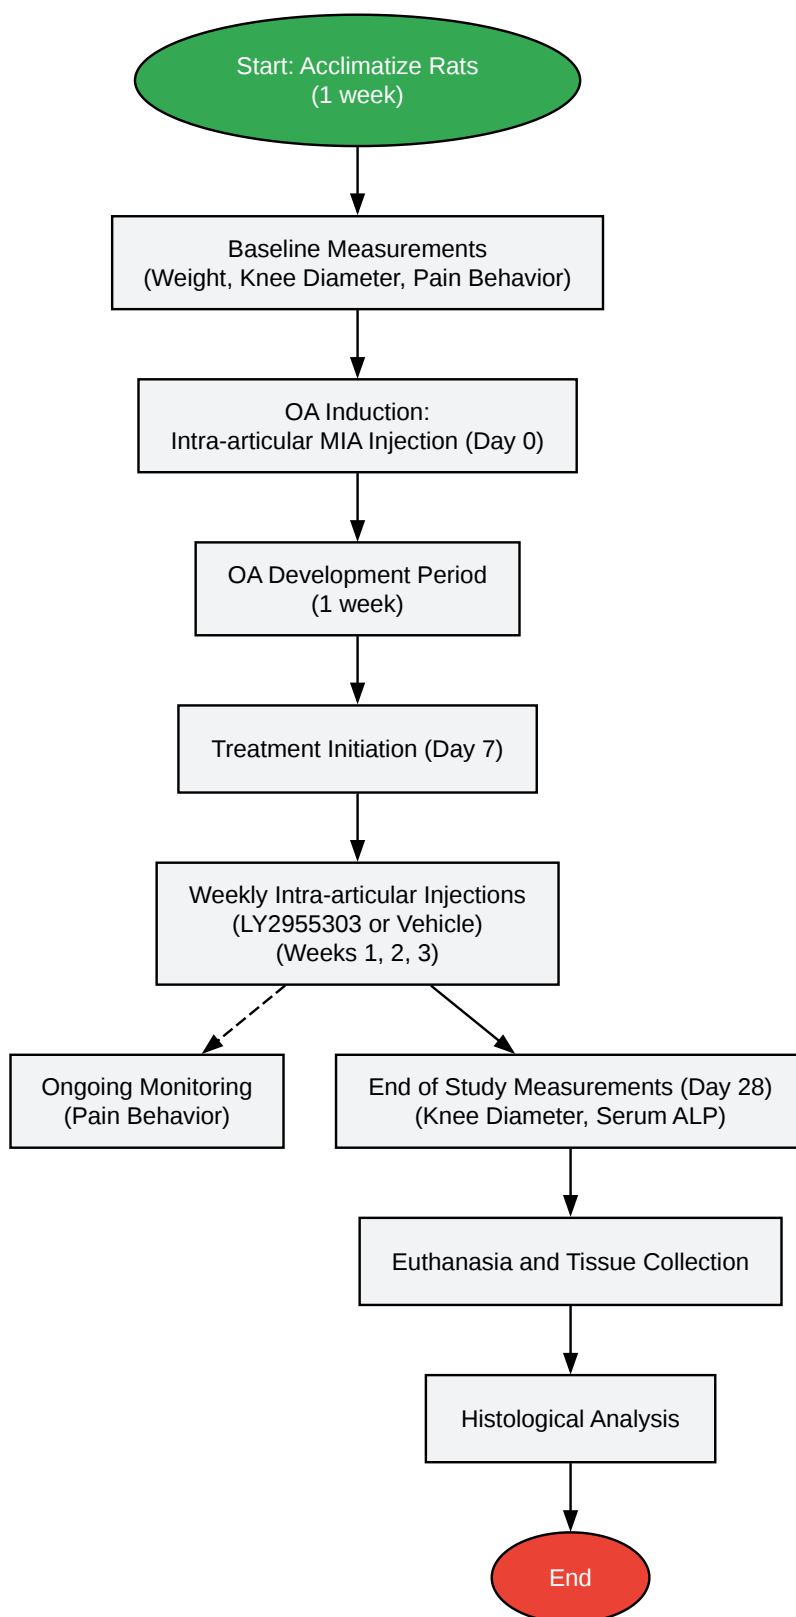 Start: Acclimatize Rats
(1 week)
Baseline Measurements
(Weight, Knee Diameter, Pain Behavior)
OA Induction:
Intra-articular MIA Injection (Day 0)
OA Development Period
(1 week)
Treatment Initiation (Day 7)
Weekly Intra-articular Injections
(LY2955303 or Vehicle)
(Weeks 1, 2, 3)
Ongoing Monitoring
(Pain Behavior)
End of Study Measurements (Day 28)
(Knee Diameter, Serum ALP)
Euthanasia and Tissue Collection
Histological Analysis
End